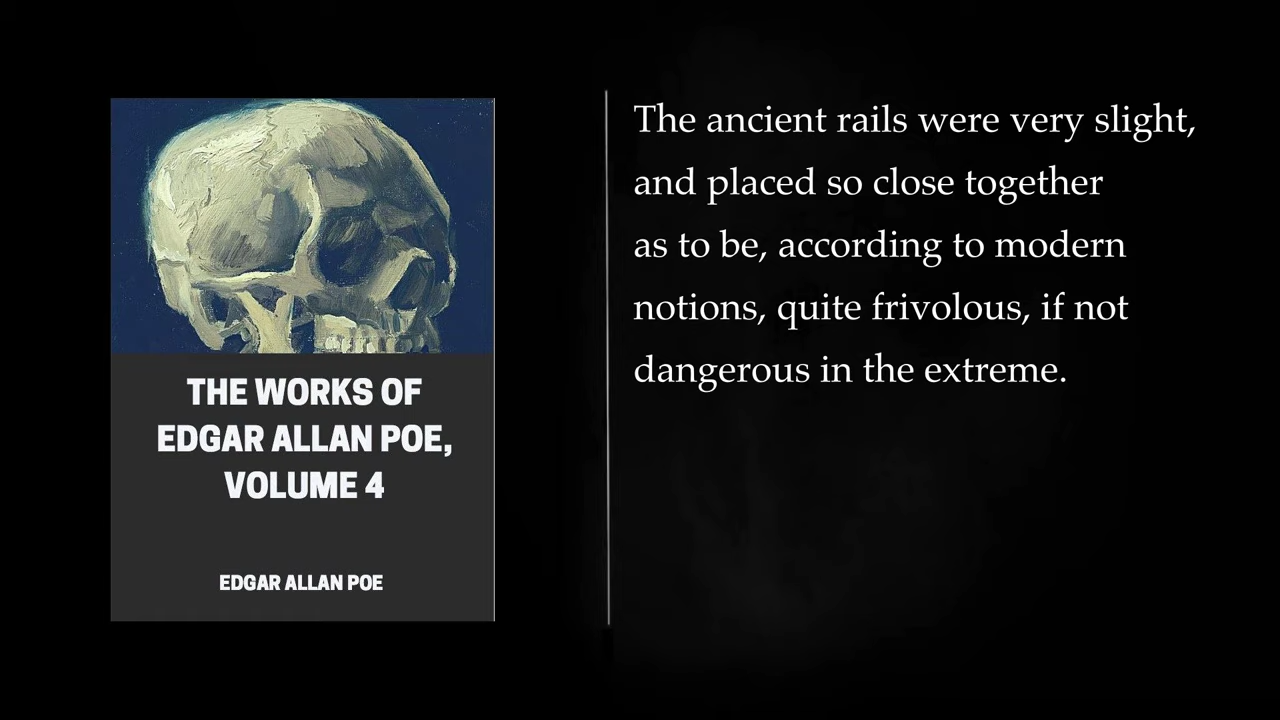 THE WORKS OF
EDGAR ALLAN POE,
VOLUME 4
EDGAR ALLAN POE
The ancient rails were very slight,
and placed so close together
as to be, according to modern
notions, quite frivolous, if not
dangerous in the extreme.